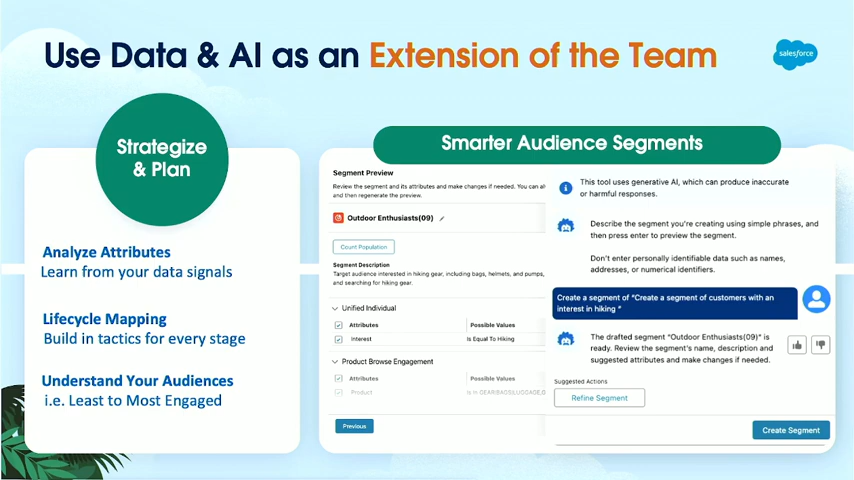 Use Data & AI as an Extension of the Team
salesforce
Strategize
& Plan
Analyze Attributes
Learn from your data signals
Lifecycle Mapping
Build in tactics for every stage
Understand Your Audiences
i.e. Least to Most Engaged
Smarter Audience Segments
Segment Preview
Review the segment and its attributes and make changes if needed. You can al
and then regenerate the preview.
Outdoor Enthusiasts(09)
Count Population
Segment Description
Target audience interested in hiking gear, including bags, helmets, and pumps,
and searching for hiking gear.
Unified Individual
Attributes
Possible Values
Interest
Is Equal To Hiking
Product Browse Engagement
Attributes
Possible Values
Product
Is In GEAR|BAGS|LUGGAGE,G
Previous
This tool uses generative AI, which can produce inaccurate
or harmful responses.
Describe the segment you're creating using simple phrases, and
then press enter to preview the segment.
Don't enter personally identifiable data such as names,
addresses, or numerical identifiers.
Create a segment of "Create a segment of customers with an
interest in hiking "
The drafted segment "Outdoor Enthusiasts(09)" is
ready. Review the segment's name, description and
suggested attributes and make changes if needed.
Suggested Actions
Refine Segment
Create Segment